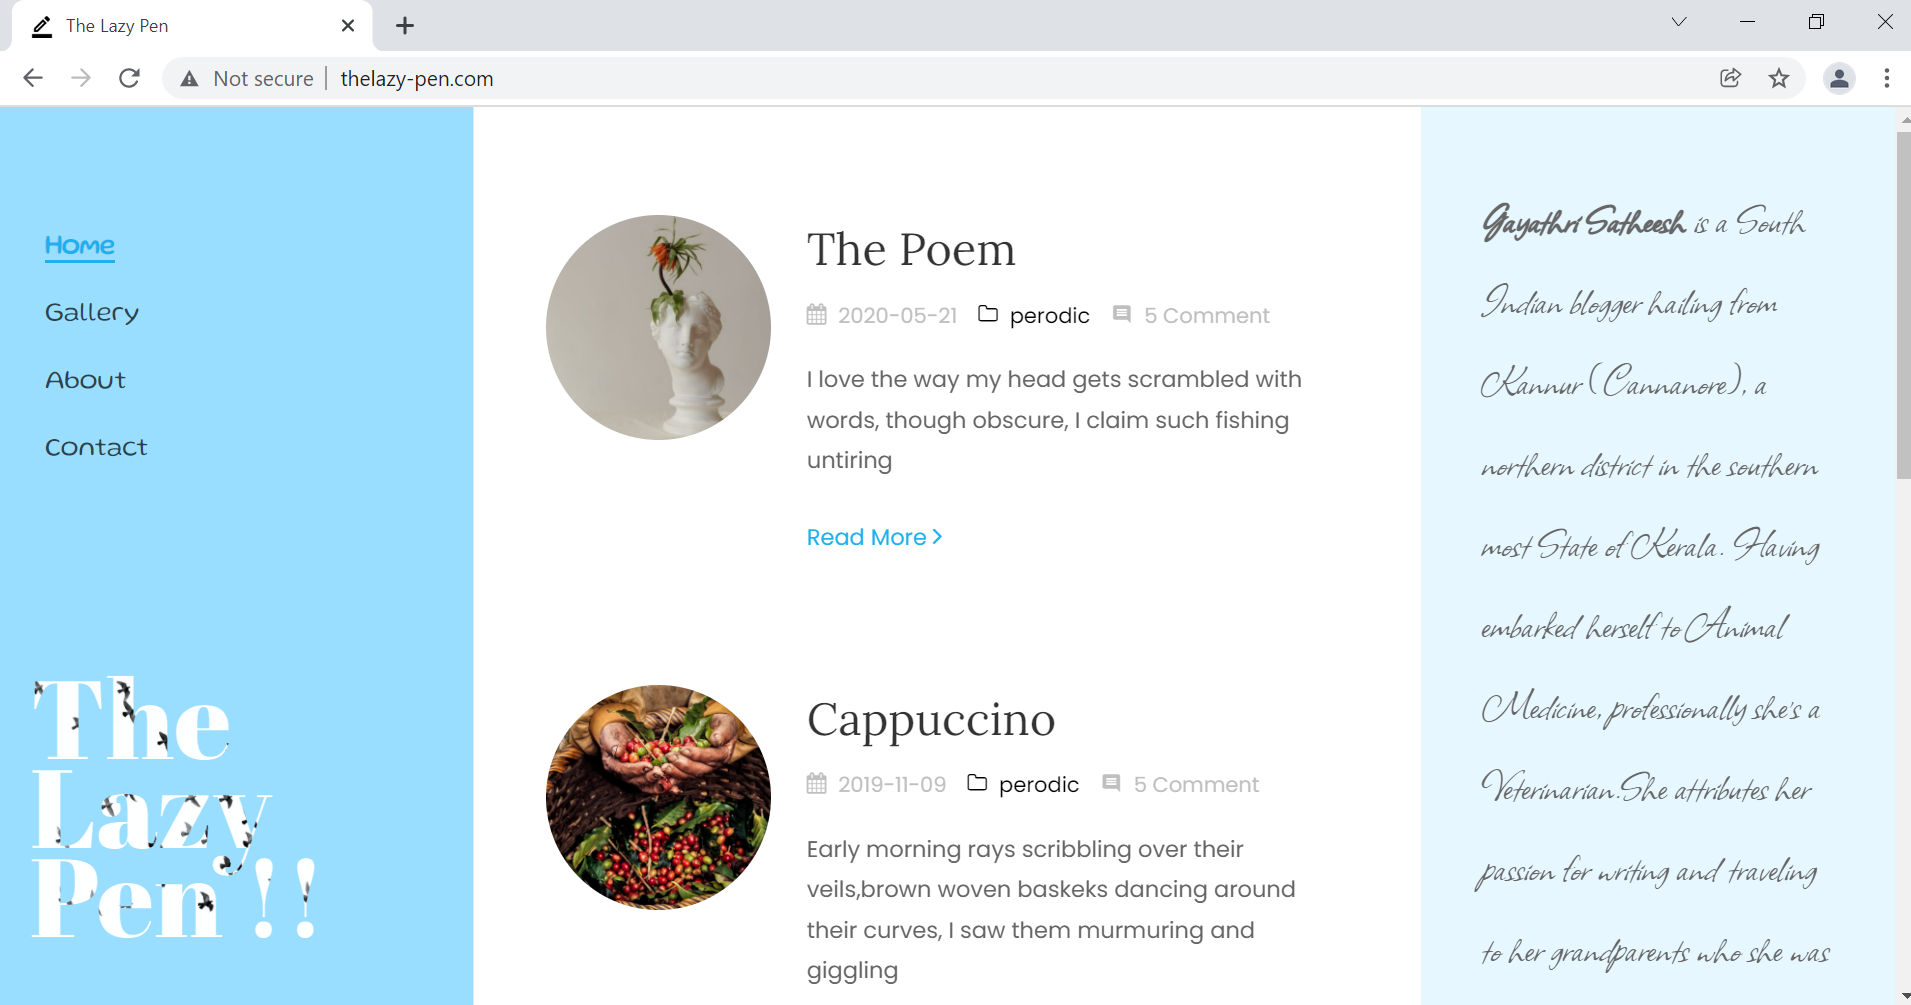 The Lazy Pen
Not secure
thelazy-pen.com
Home
Gallery
About
Contact
The
Lazy
Pen !!
The Poem
2020-05-21 perodic 5 Comment
I love the way my head gets scrambled with
words, though obscure, I claim such fishing
untiring
Read More
Cappuccino
2019-11-09 perodic 5 Comment
Early morning rays scribbling over their
veils,brown woven baskeks dancing around
their curves, I saw them murmuring and
giggling
Gayathri Satheesh is a South
Indian blogger hailing from
Kannur (Cannanore), a
northern district in the southern
most State of Kerala. Having
embarked herself to Animal
Medicine, professionally she's a
Veterinarian.She attributes her
passion for writing and traveling
to her grandparents who she was